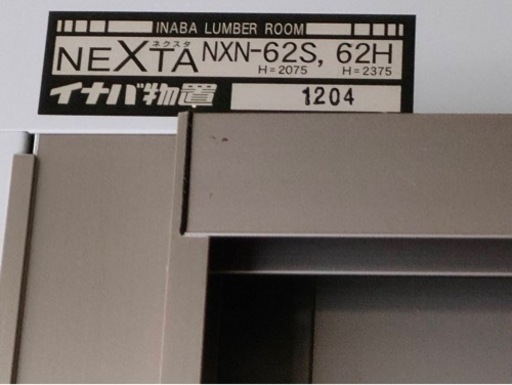 INABA LUMBER ROOM
ネクスタ
NEXTA NXN-62S, 62H
H=2075 H=2375
イナバ物置 1204